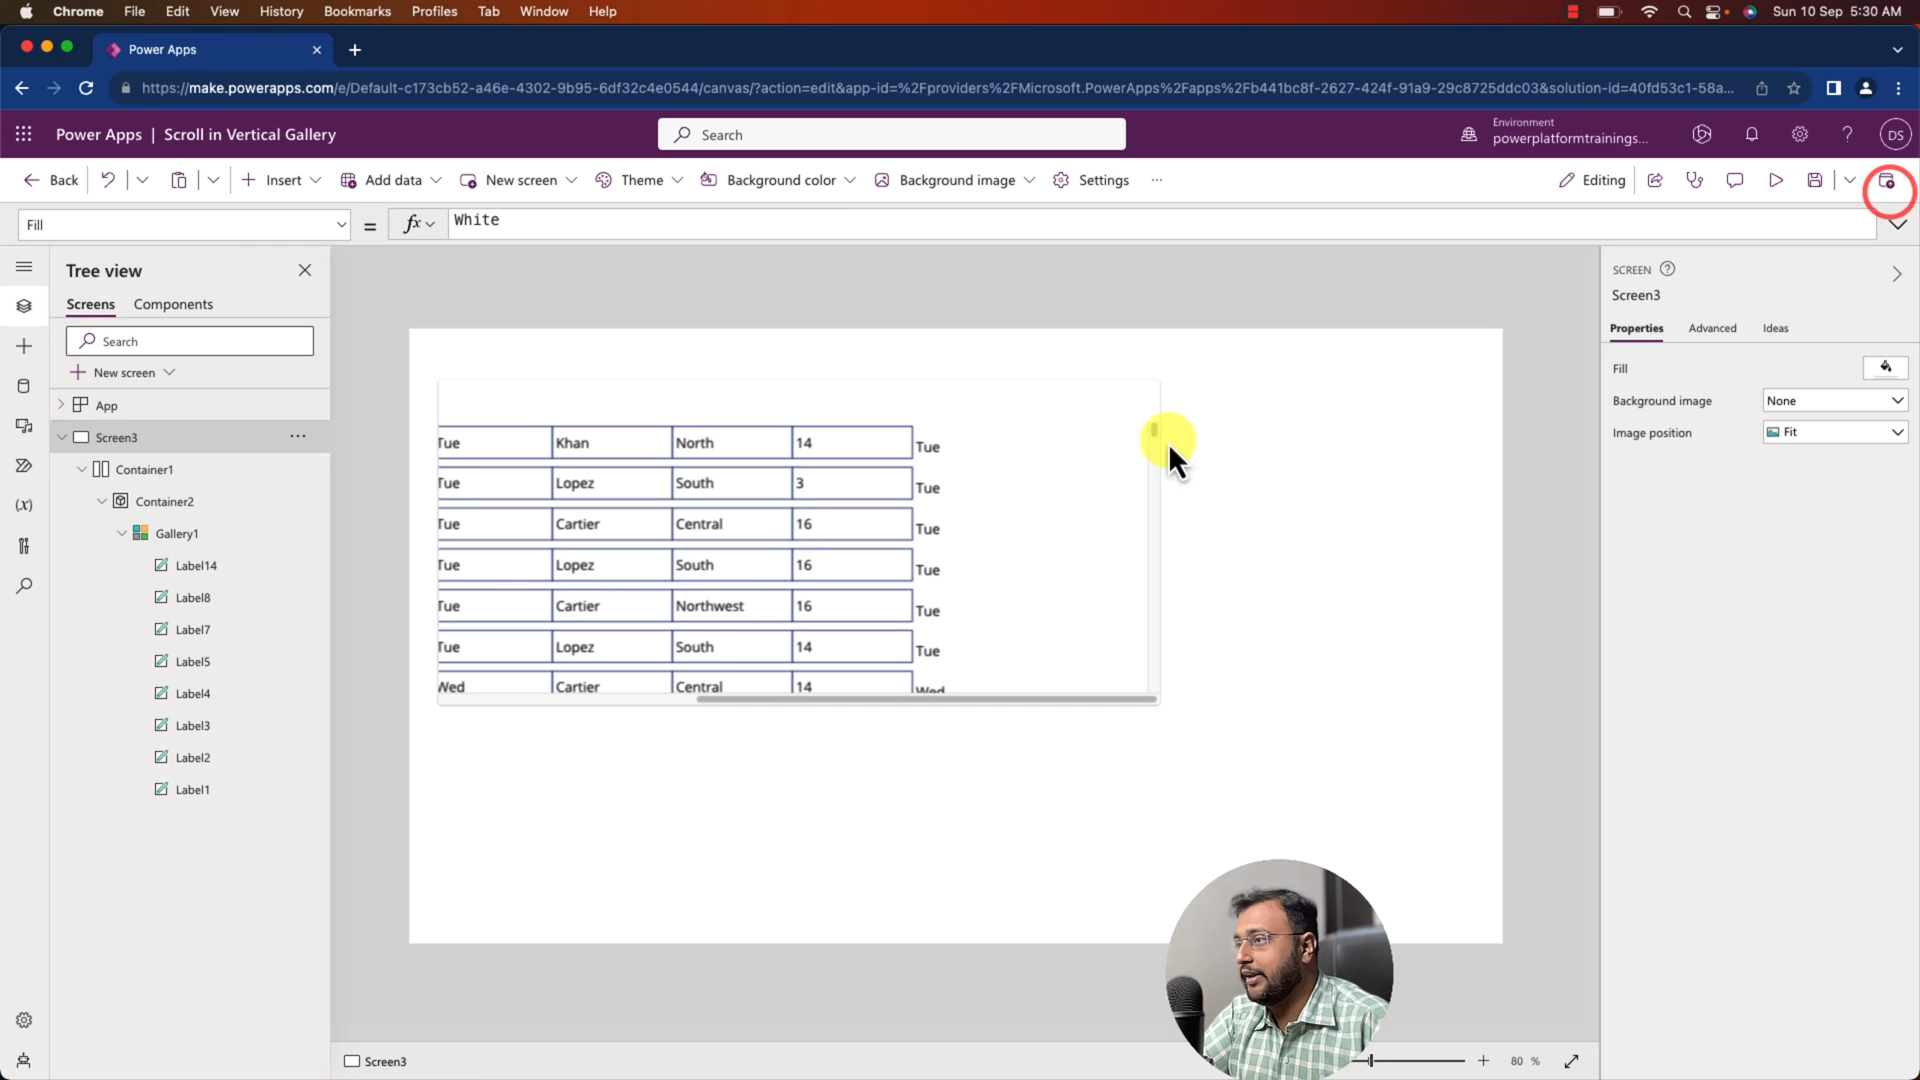 Chrome File Edit View History Bookmarks Profiles Tab Window Help Sun 10 Sep 5:30 AM
Power Apps
https://make.powerapps.com/e/Default-c173cb52-a46e-4302-9b95-6df32c4e0544/canvas/?action=edit&app-id=%2Fproviders%2FMicrosoft.PowerApps%2Fapps%2Fb441bc8f-2627-424f-91a9-29c8725ddc03&solution-id=40fd53c1-58a...
Power Apps | Scroll in Vertical Gallery Search
Environment
powerplatformtrainings...
DS
Back Insert Add data New screen Theme Background color Background image Settings ... Editing
Fill = fx White
Tree view
Screens Components
Search
New screen
App
Screen3 ...
Container1
Container2
Gallery1
Label14
Label8
Label7
Label5
Label4
Label3
Label2
Label1
Tue Khan North 14 Tue
Tue Lopez South 3 Tue
Tue Cartier Central 16 Tue
Tue Lopez South 16 Tue
Tue Cartier Northwest 16 Tue
Tue Lopez South 14 Tue
Wed Cartier Central 14 Wed
SCREEN
Screen3
Properties Advanced Ideas
Fill
Background image None
Image position Fit
Screen3
80 %